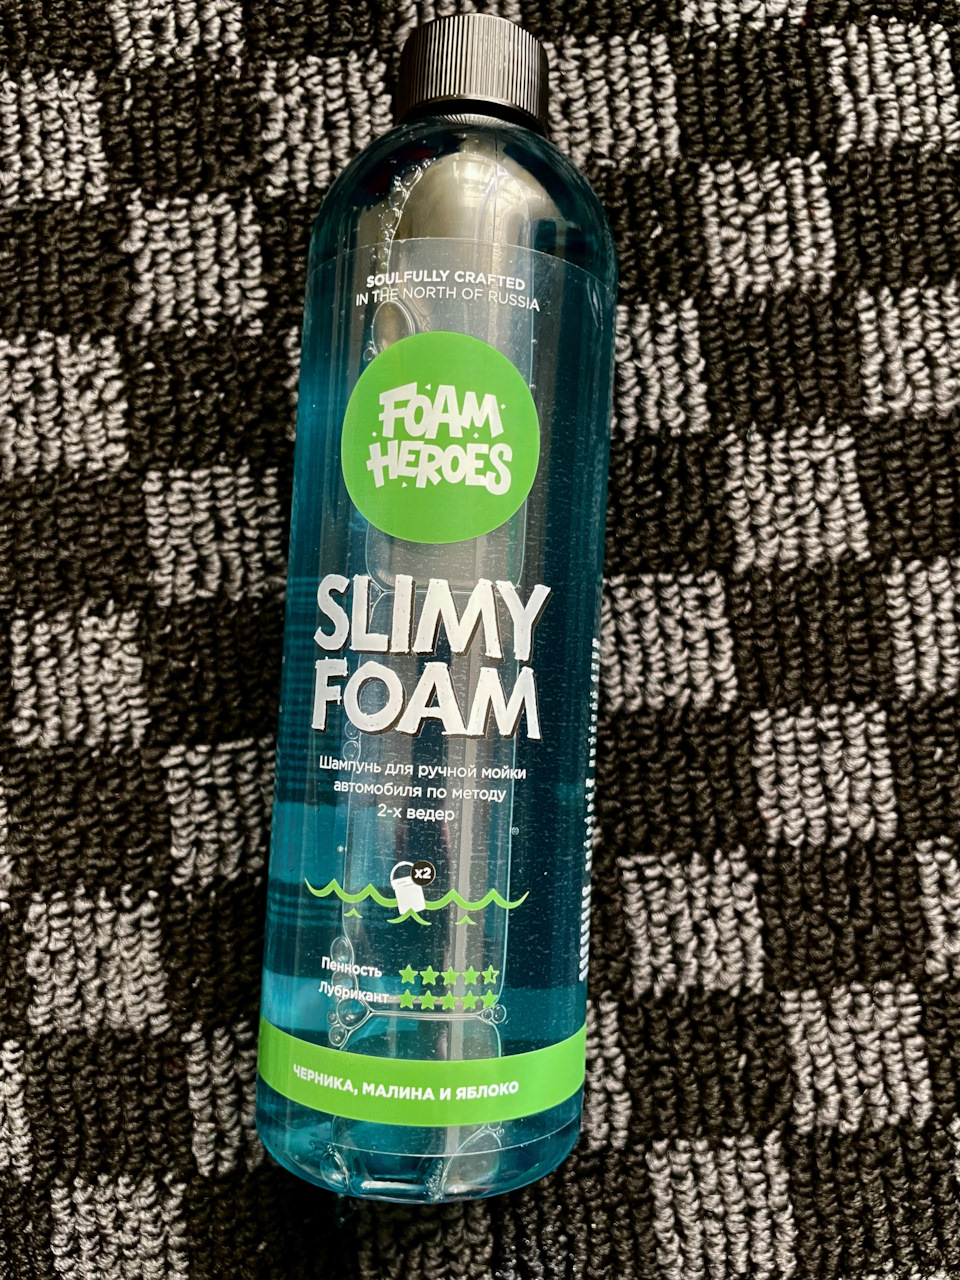 SOULFULLY CRAFTED
IN THE NORTH OF RUSSIA
FOAM
HEROES
SLIMY
FOAM
Шампунь для ручной мойки
автомобиля по методу
2-х ведер
x2
Пенность
Лубрикант
ЧЕРНИКА, МАЛИНА И ЯБЛОКО